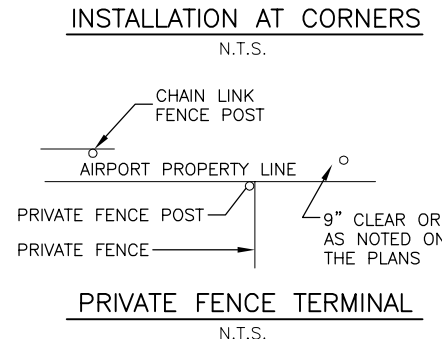 INSTALLATION AT CORNERS
N.T.S.
CHAIN LINK
FENCE POST
AIRPORT PROPERTY LINE
PRIVATE FENCE POST
PRIVATE FENCE
9" CLEAR OR
AS NOTED ON
THE PLANS
PRIVATE FENCE TERMINAL
N.T.S.